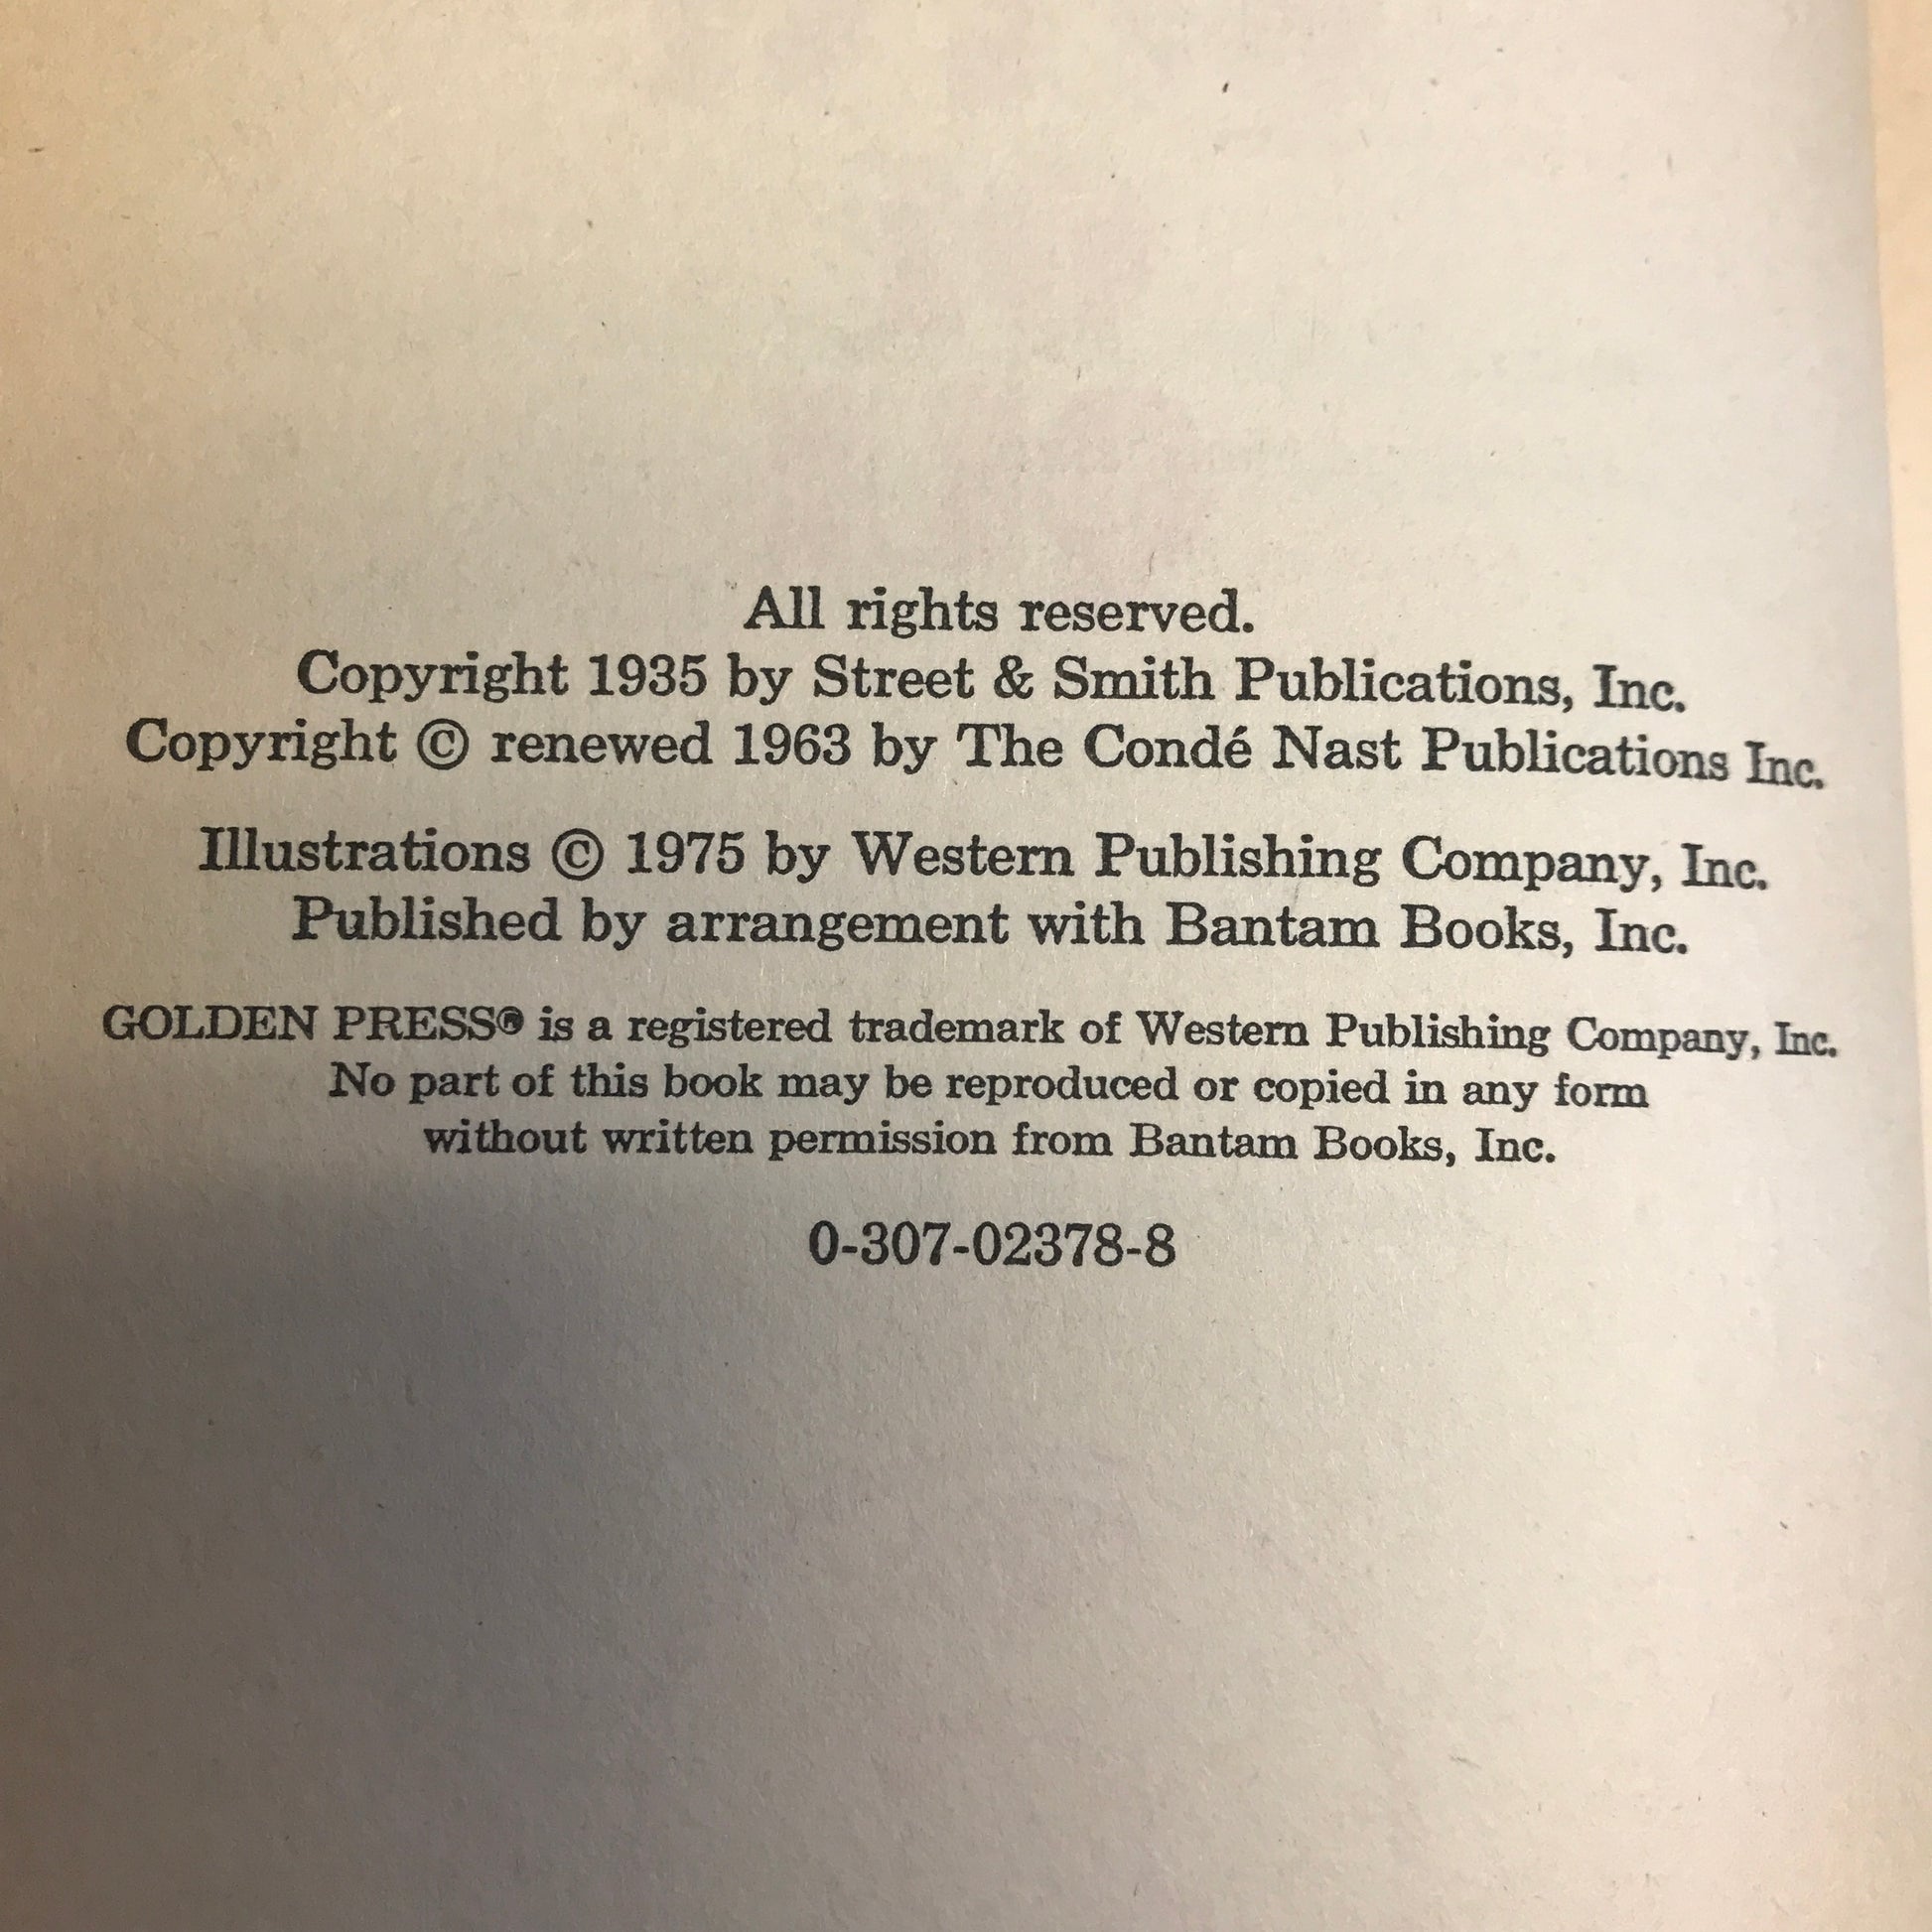 All rights reserved.
Copyright 1935 by Street & Smith Publications, Inc.
Copyright © renewed 1963 by The Condé Nast Publications Inc.
Illustrations © 1975 by Western Publishing Company, Inc.
Published by arrangement with Bantam Books, Inc.
GOLDEN PRESS® is a registered trademark of Western Publishing Company, Inc.
No part of this book may be reproduced or copied in any form
without written permission from Bantam Books, Inc.
0-307-02378-8